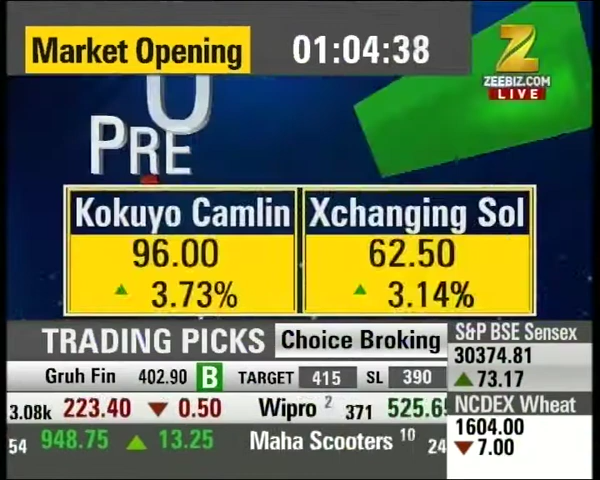 Market Opening
01:04:38
ZEEBIZ.COM
LIVE
PRE
Kokuyo Camlin
96.00
3.73%
Xchanging Sol
62.50
3.14%
TRADING PICKS
Choice Broking
Gruh Fin 402.90 B TARGET 415 SL 390
3.08k 223.40 0.50 Wipro 2 371 525.6
54 948.75 13.25 Maha Scooters 10 24
S&P BSE Sensex
30374.81
73.17
NCDEX Wheat
1604.00
7.00